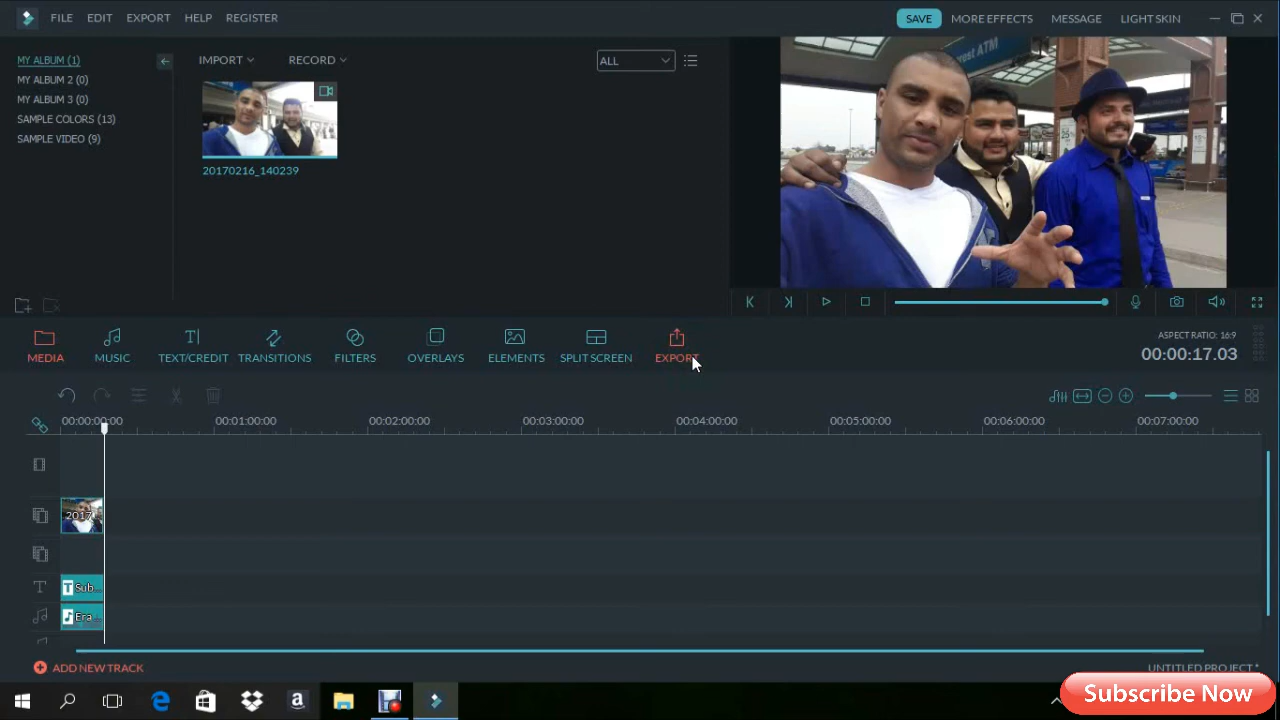 FILE EDIT EXPORT HELP REGISTER SAVE MORE EFFECTS MESSAGE LIGHT SKIN
MY ALBUM (1)
MY ALBUM 2 (0)
MY ALBUM 3 (0)
SAMPLE COLORS (13)
SAMPLE VIDEO (9)
IMPORT RECORD ALL
20170216_140239
rest ATM
MEDIA MUSIC TEXT/CREDIT TRANSITIONS FILTERS OVERLAYS ELEMENTS SPLIT SCREEN EXPORT
ASPECT RATIO: 16:9
00:00:17.03
00:00:00:00 00:01:00:00 00:02:00:00 00:03:00:00 00:04:00:00 00:05:00:00 00:06:00:00 00:07:00:00
2017
T Sub...
Era...
ADD NEW TRACK
UNTITLED PROJECT *
Subscribe Now